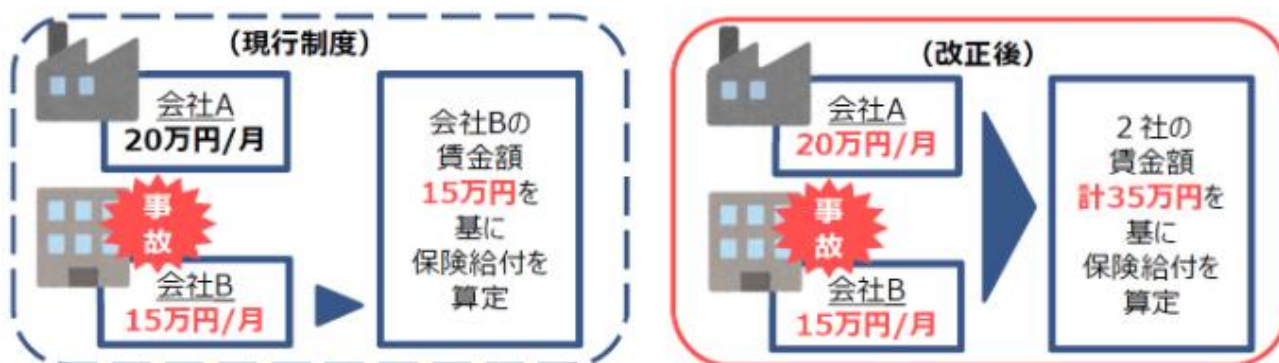 （現行制度）
会社A
20万円/月
事
故
会社B
15万円/月
会社Bの
賃金額
15万円を
基に
保険給付を
算定
（改正後）
会社A
20万円/月
事
故
会社B
15万円/月
２社の
賃金額
計35万円を
基に
保険給付を
算定